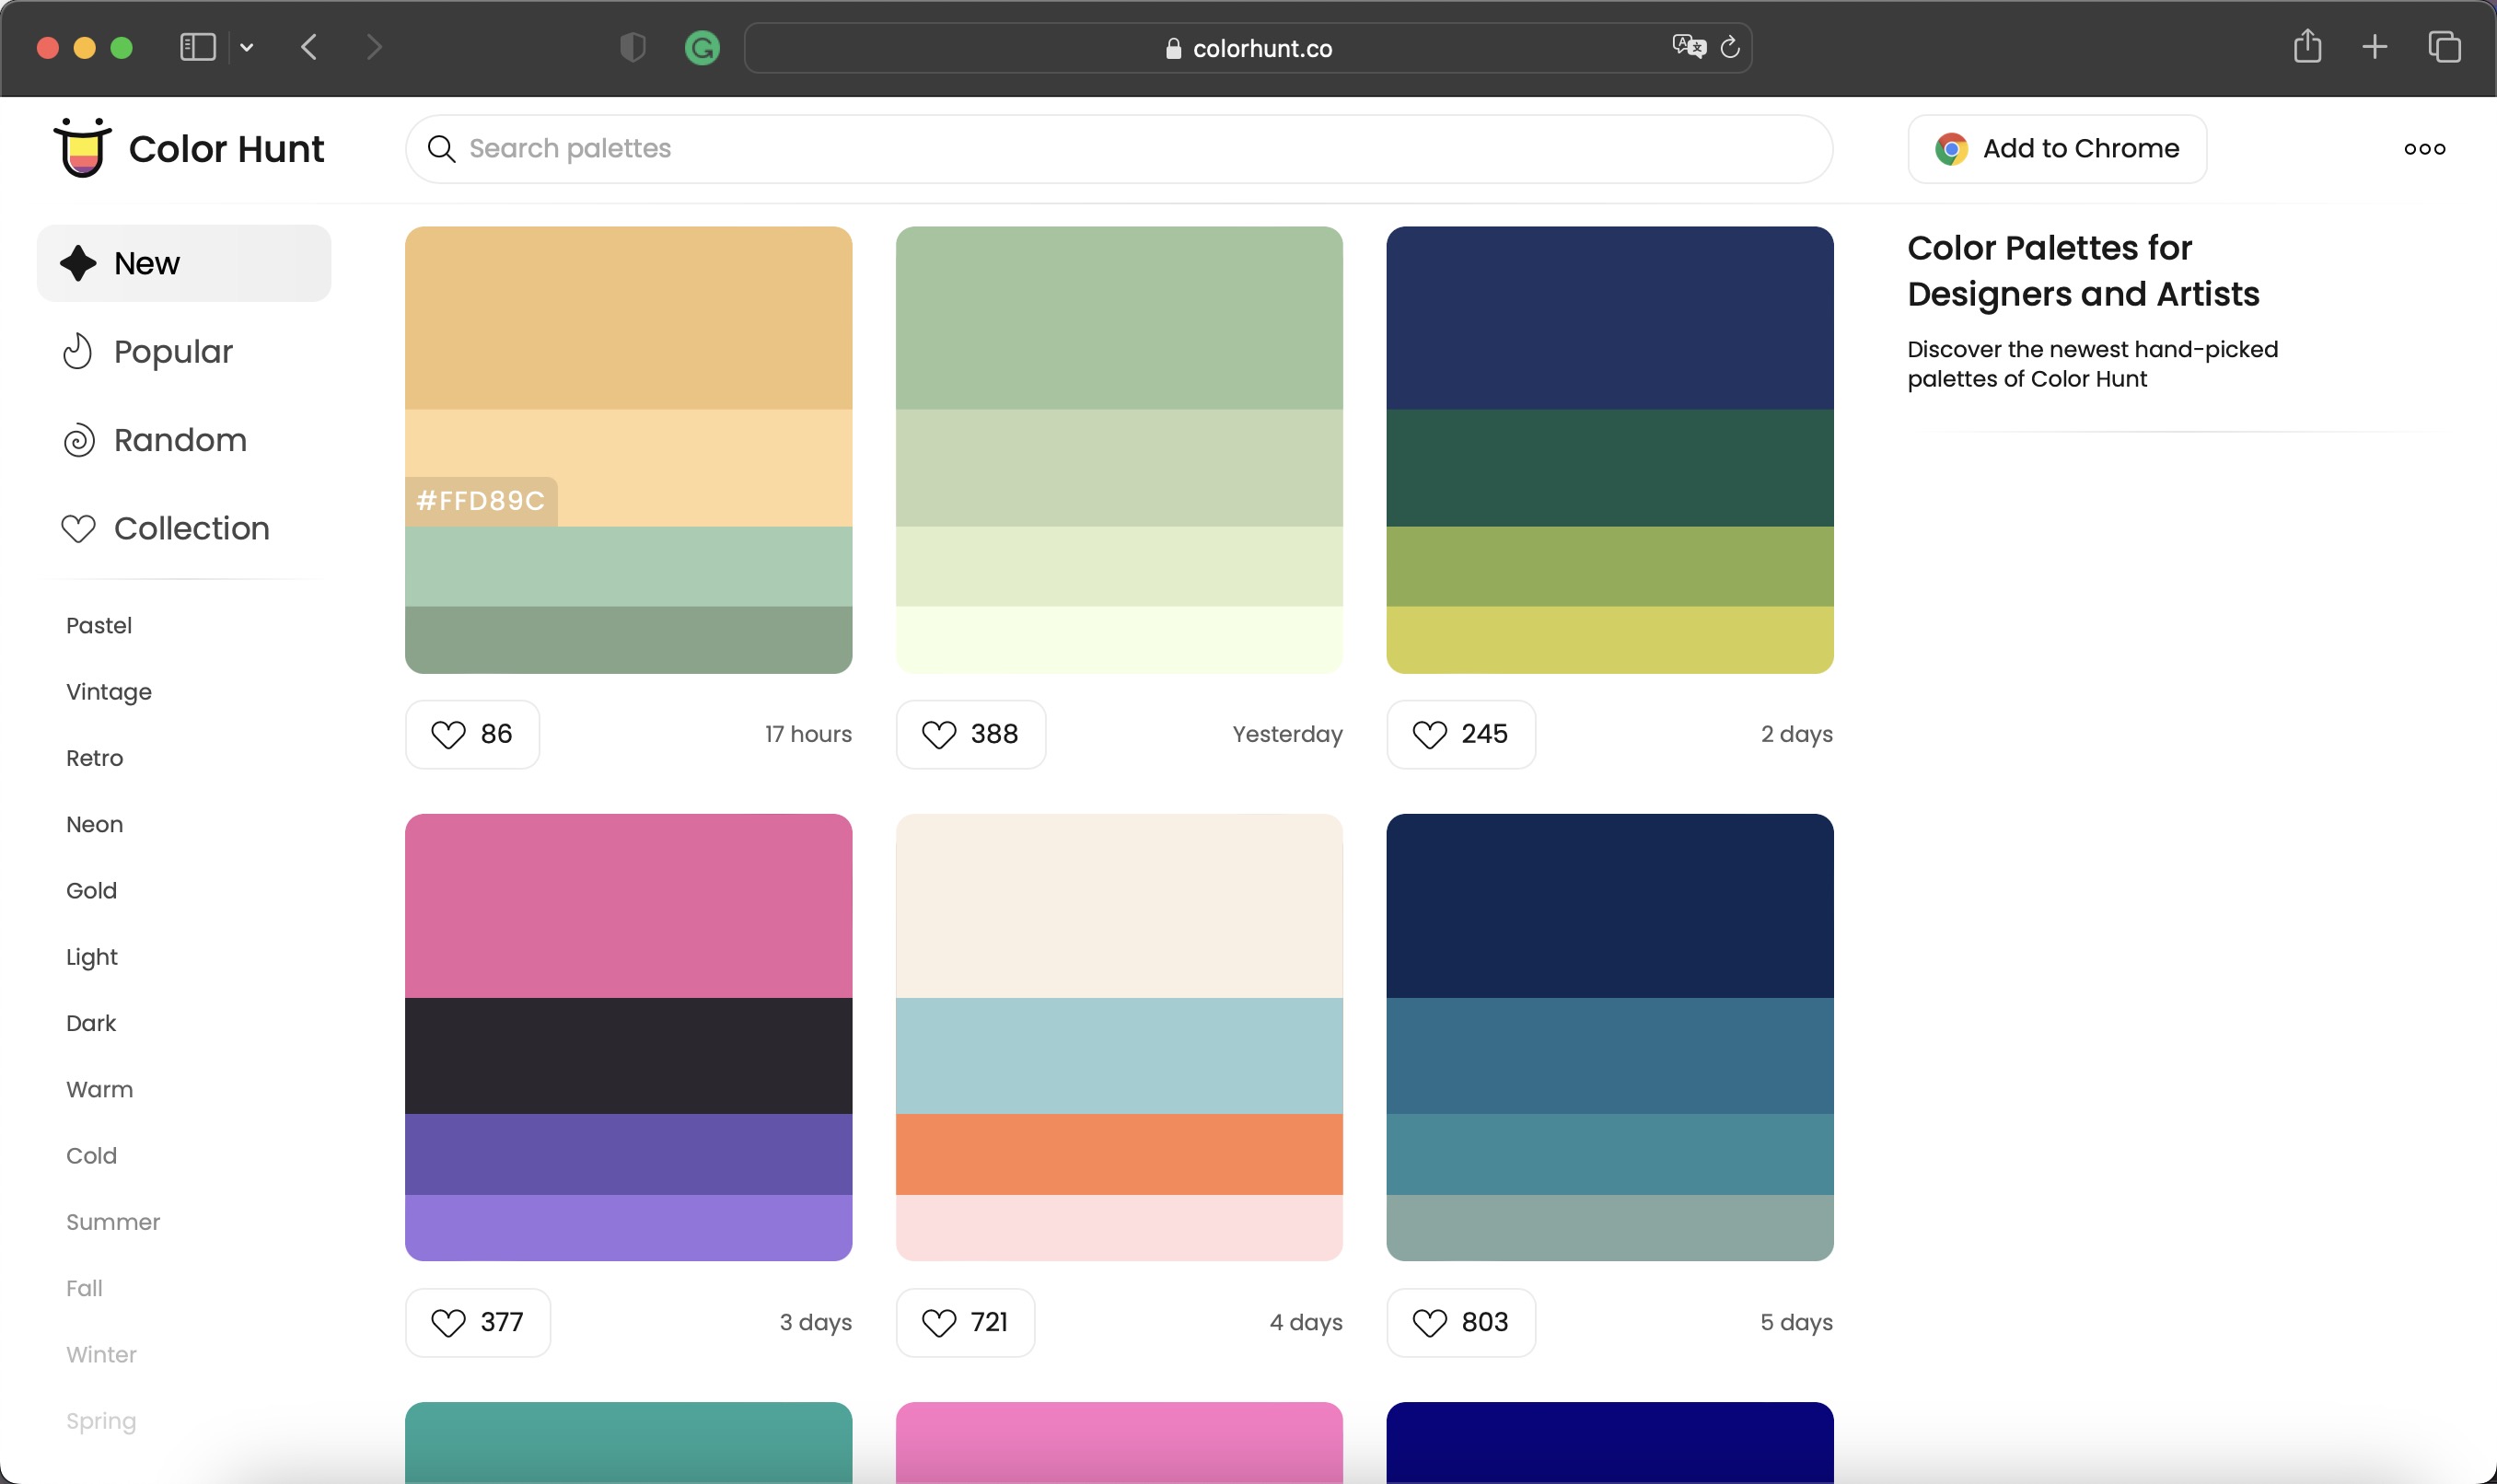 colorhunt.co
Color Hunt
Search palettes
Add to Chrome
New
Popular
Random
Collection
Pastel
Vintage
Retro
Neon
Gold
Light
Dark
Warm
Cold
Summer
Fall
Winter
Spring
#FFD89C
86
17 hours
388
Yesterday
245
2 days
377
3 days
721
4 days
803
5 days
Color Palettes for
Designers and Artists
Discover the newest hand-picked
palettes of Color Hunt